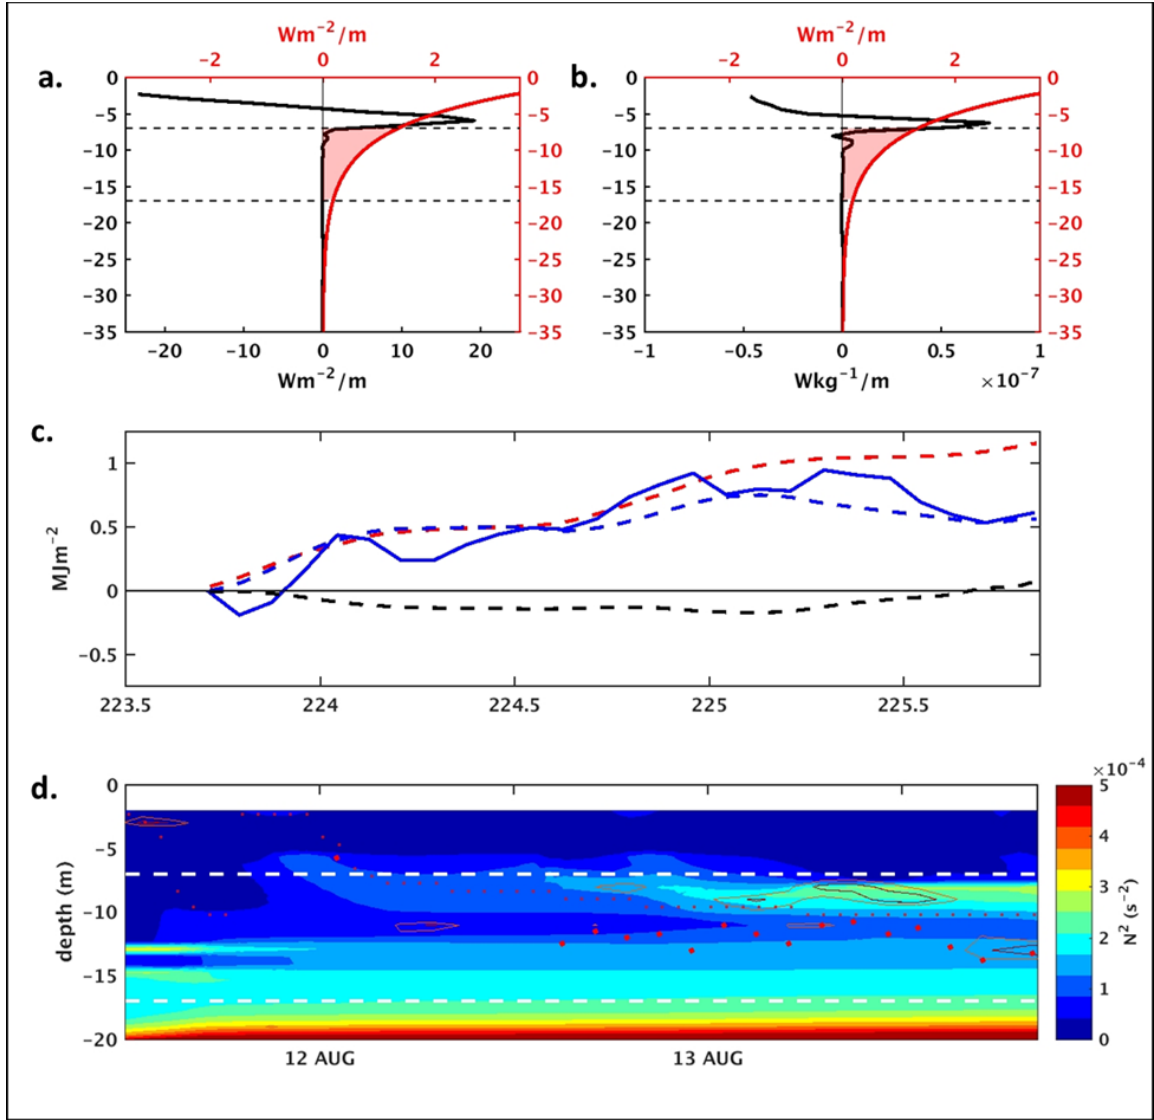 Wm⁻²/m
Wm⁻²/m
a.
-2 0 2
b.
-2 0 2
0 0 0 0
-5 -5 -5 -5
-10 -10 -10 -10
-15 -15 -15 -15
-20 -20 -20 -20
-25 -25 -25 -25
-30 -30 -30 -30
-35 -35 -35 -35
-20 -10 0 10 20
-1 -0.5 0 0.5 1
Wm⁻²/m
Wkg⁻¹/m
×10⁻⁷
c.
1
0.5
0
-0.5
MJm⁻²
223.5 224 224.5 225 225.5
d.
0
-5
-10
-15
-20
depth (m)
12 AUG 13 AUG
×10⁻⁴
5
4
3
2
1
0
N² (s⁻²)